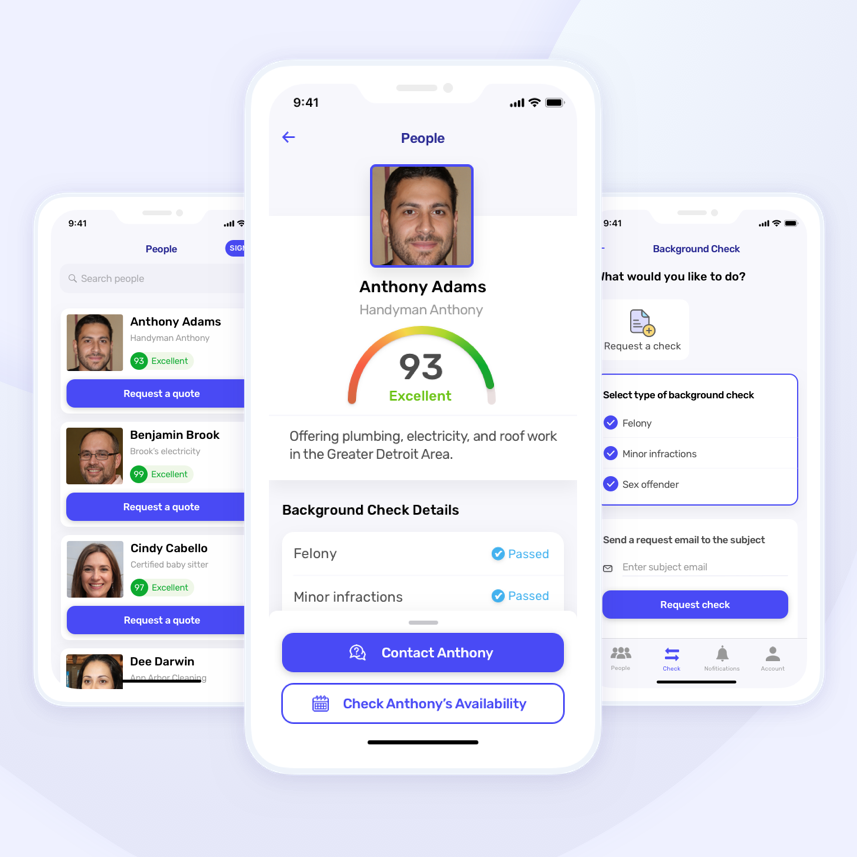 9:41
People
SIG
Search people
Anthony Adams
Handyman Anthony
93 Excellent
Request a quote
Benjamin Brook
Brook's electricity
99 Excellent
Request a quote
Cindy Cabello
Certified baby sitter
97 Excellent
Request a quote
Dee Darwin
Ann Arbor Cleaning
9:41
People
Anthony Adams
Handyman Anthony
93
Excellent
Offering plumbing, electricity, and roof work
in the Greater Detroit Area.
Background Check Details
Felony Passed
Minor infractions Passed
Contact Anthony
Check Anthony's Availability
9:41
Background Check
What would you like to do?
Request a check
Select type of background check
Felony
Minor infractions
Sex offender
Send a request email to the subject
Enter subject email
Request check
People Check Notifications Account